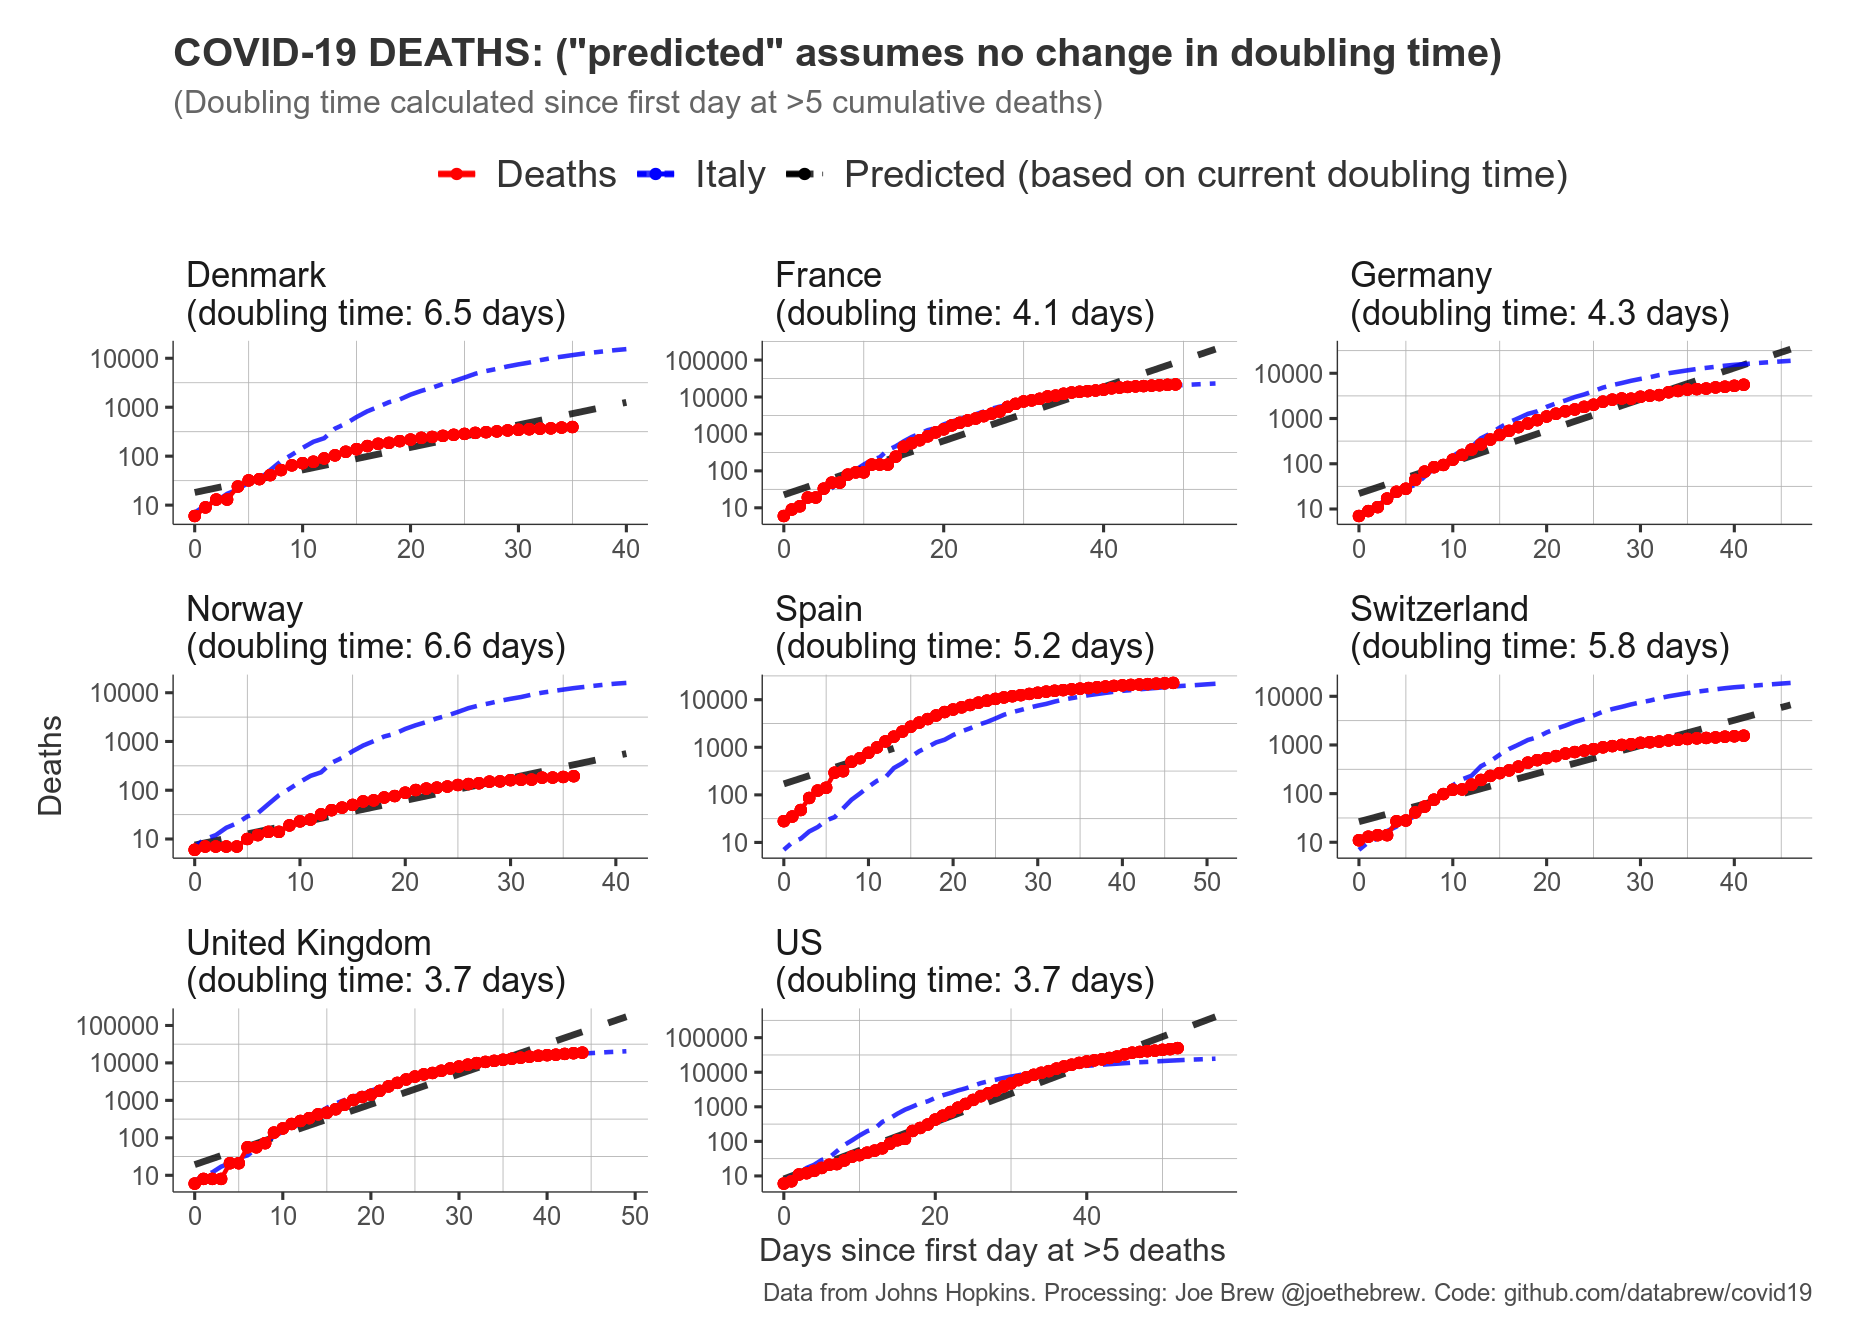 COVID-19 DEATHS: ("predicted" assumes no change in doubling time)
(Doubling time calculated since first day at >5 cumulative deaths)
Deaths Italy Predicted (based on current doubling time)
Denmark
(doubling time: 6.5 days)
10000
1000
100
10
0 10 20 30 40
France
(doubling time: 4.1 days)
100000
10000
1000
100
10
0 20 40
Germany
(doubling time: 4.3 days)
10000
1000
100
10
0 10 20 30 40
Deaths
Norway
(doubling time: 6.6 days)
10000
1000
100
10
0 10 20 30 40
Spain
(doubling time: 5.2 days)
10000
1000
100
10
0 10 20 30 40 50
Switzerland
(doubling time: 5.8 days)
10000
1000
100
10
0 10 20 30 40
United Kingdom
(doubling time: 3.7 days)
100000
10000
1000
100
10
0 10 20 30 40 50
US
(doubling time: 3.7 days)
100000
10000
1000
100
10
0 20 40
Days since first day at >5 deaths
Data from Johns Hopkins. Processing: Joe Brew @joethebrew. Code: github.com/databrew/covid19